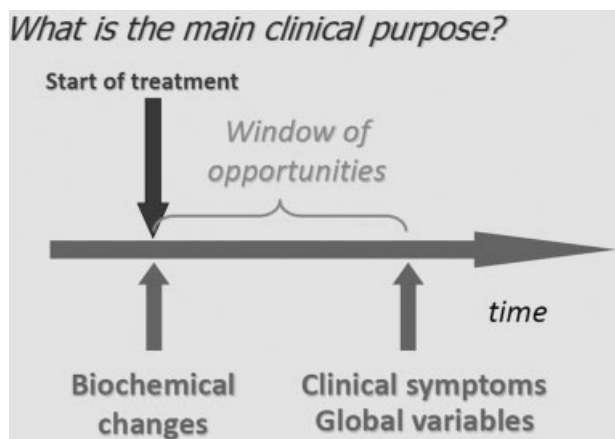 What is the main clinical purpose?
Start of treatment
Window of
opportunities
time
Biochemical
changes
Clinical symptoms
Global variables